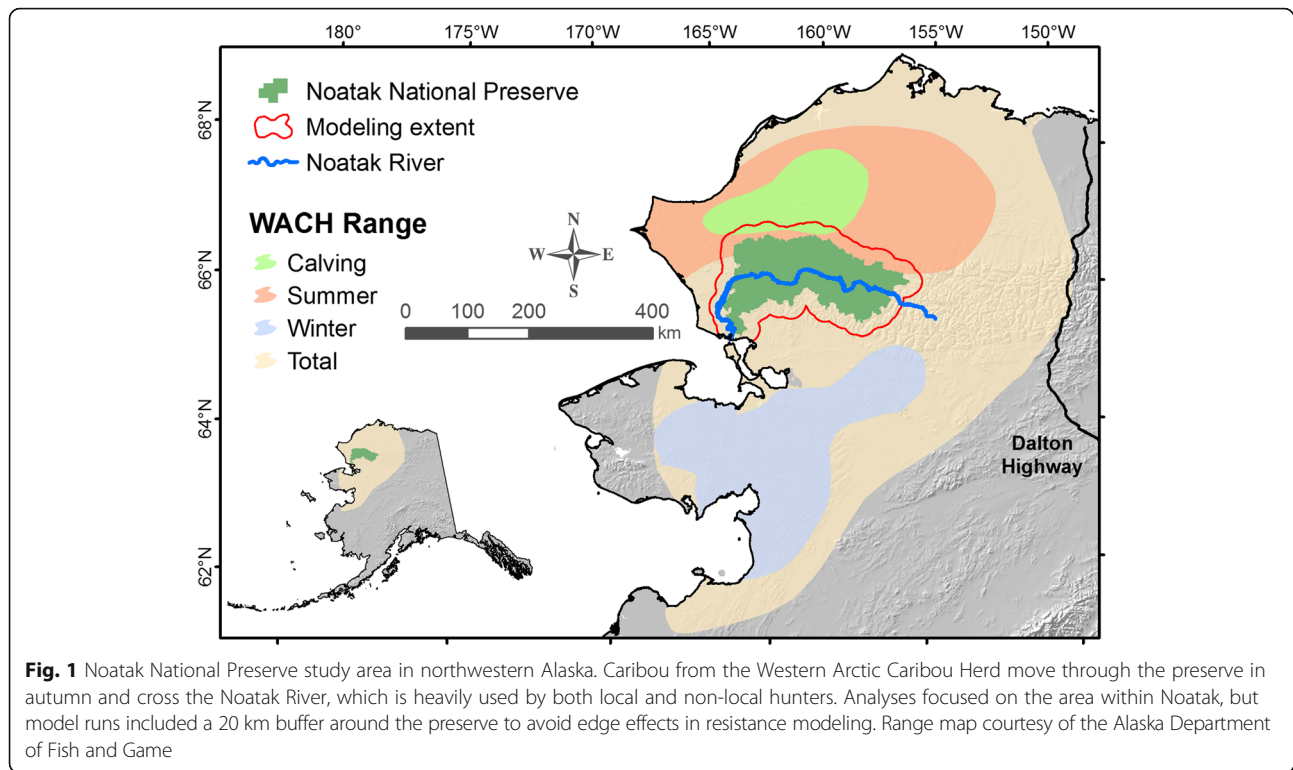 180° 175°W 170°W 165°W 160°W 155°W 150°W
68°N
66°N
64°N
62°N
Noatak National Preserve
Modeling extent
Noatak River
WACH Range
Calving
Summer
Winter
Total
N
W E
S
0 100 200 400
km
Dalton
Highway
Fig. 1 Noatak National Preserve study area in northwestern Alaska. Caribou from the Western Arctic Caribou Herd move through the preserve in
autumn and cross the Noatak River, which is heavily used by both local and non-local hunters. Analyses focused on the area within Noatak, but
model runs included a 20 km buffer around the preserve to avoid edge effects in resistance modeling. Range map courtesy of the Alaska Department
of Fish and Game